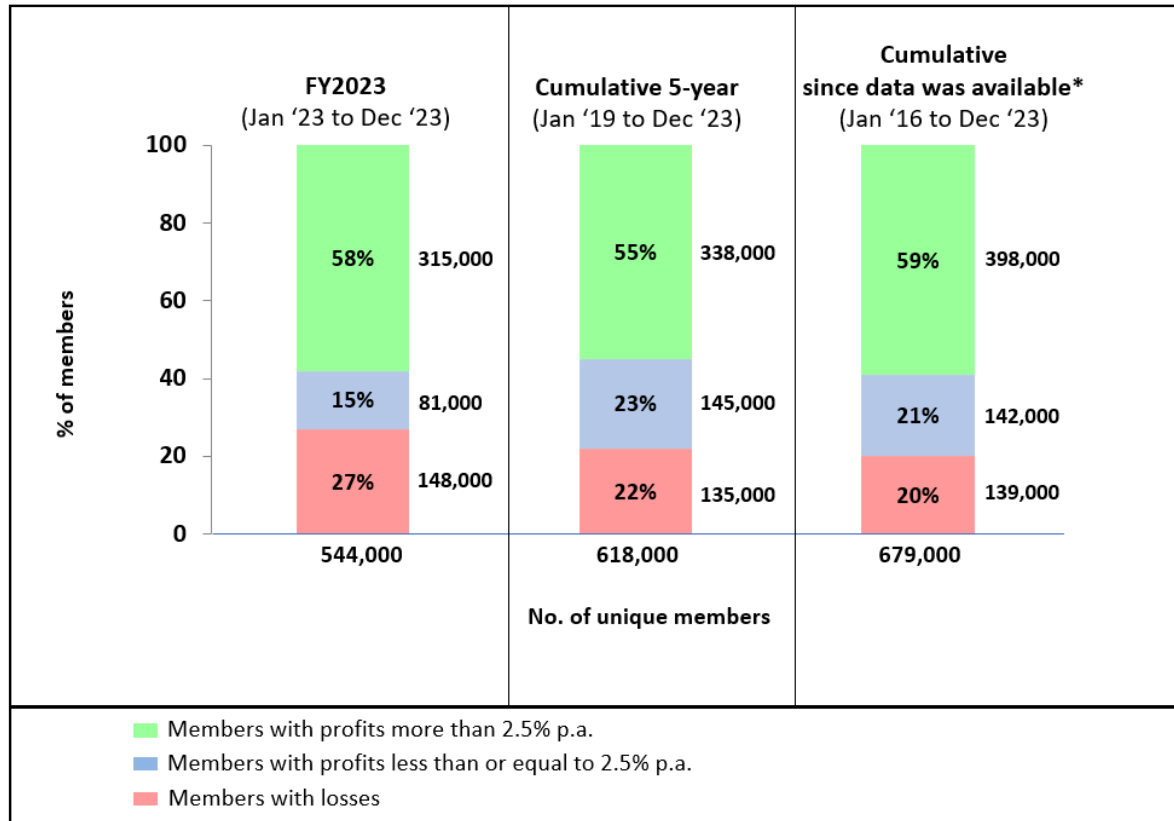 FY2023
(Jan ‘23 to Dec ‘23)
Cumulative 5-year
(Jan ‘19 to Dec ‘23)
Cumulative
since data was available*
(Jan ‘16 to Dec ‘23)
% of members
100
80
60
40
20
0
58%
315,000
15%
81,000
27%
148,000
544,000
55%
338,000
23%
145,000
22%
135,000
618,000
59%
398,000
21%
142,000
20%
139,000
679,000
No. of unique members
Members with profits more than 2.5% p.a.
Members with profits less than or equal to 2.5% p.a.
Members with losses